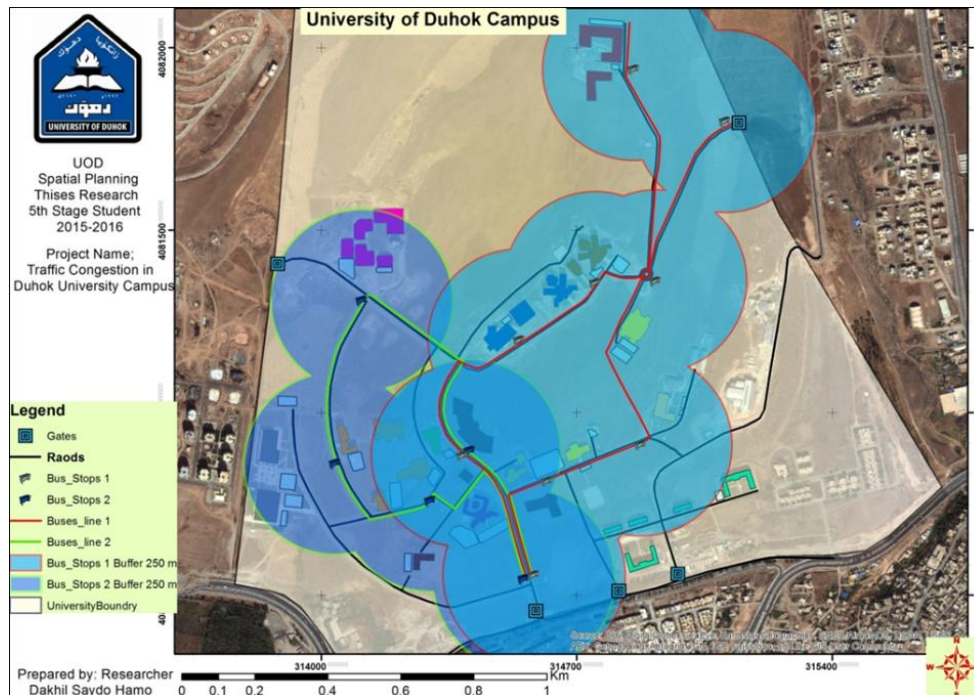 University of Duhok Campus
زانكويا دهوك
دهوك
UNIVERSITY OF DUHOK
UOD
Spatial Planning
Thises Research
5th Stage Student
2015-2016
Project Name;
Traffic Congestion in
Duhok University Campus
4082000
4081500
Legend
Gates
Raods
Bus_Stops 1
Bus_Stops 2
Buses_line 1
Buses_line 2
Bus_Stops 1 Buffer 250 m
Bus_Stops 2 Buffer 250 m
UniversityBoundry
314000
314700
315400
Prepared by: Researcher
Dakhil Saydo Hamo
0 0.1 0.2 0.4 0.6 0.8 1
Km
N
W
E
S